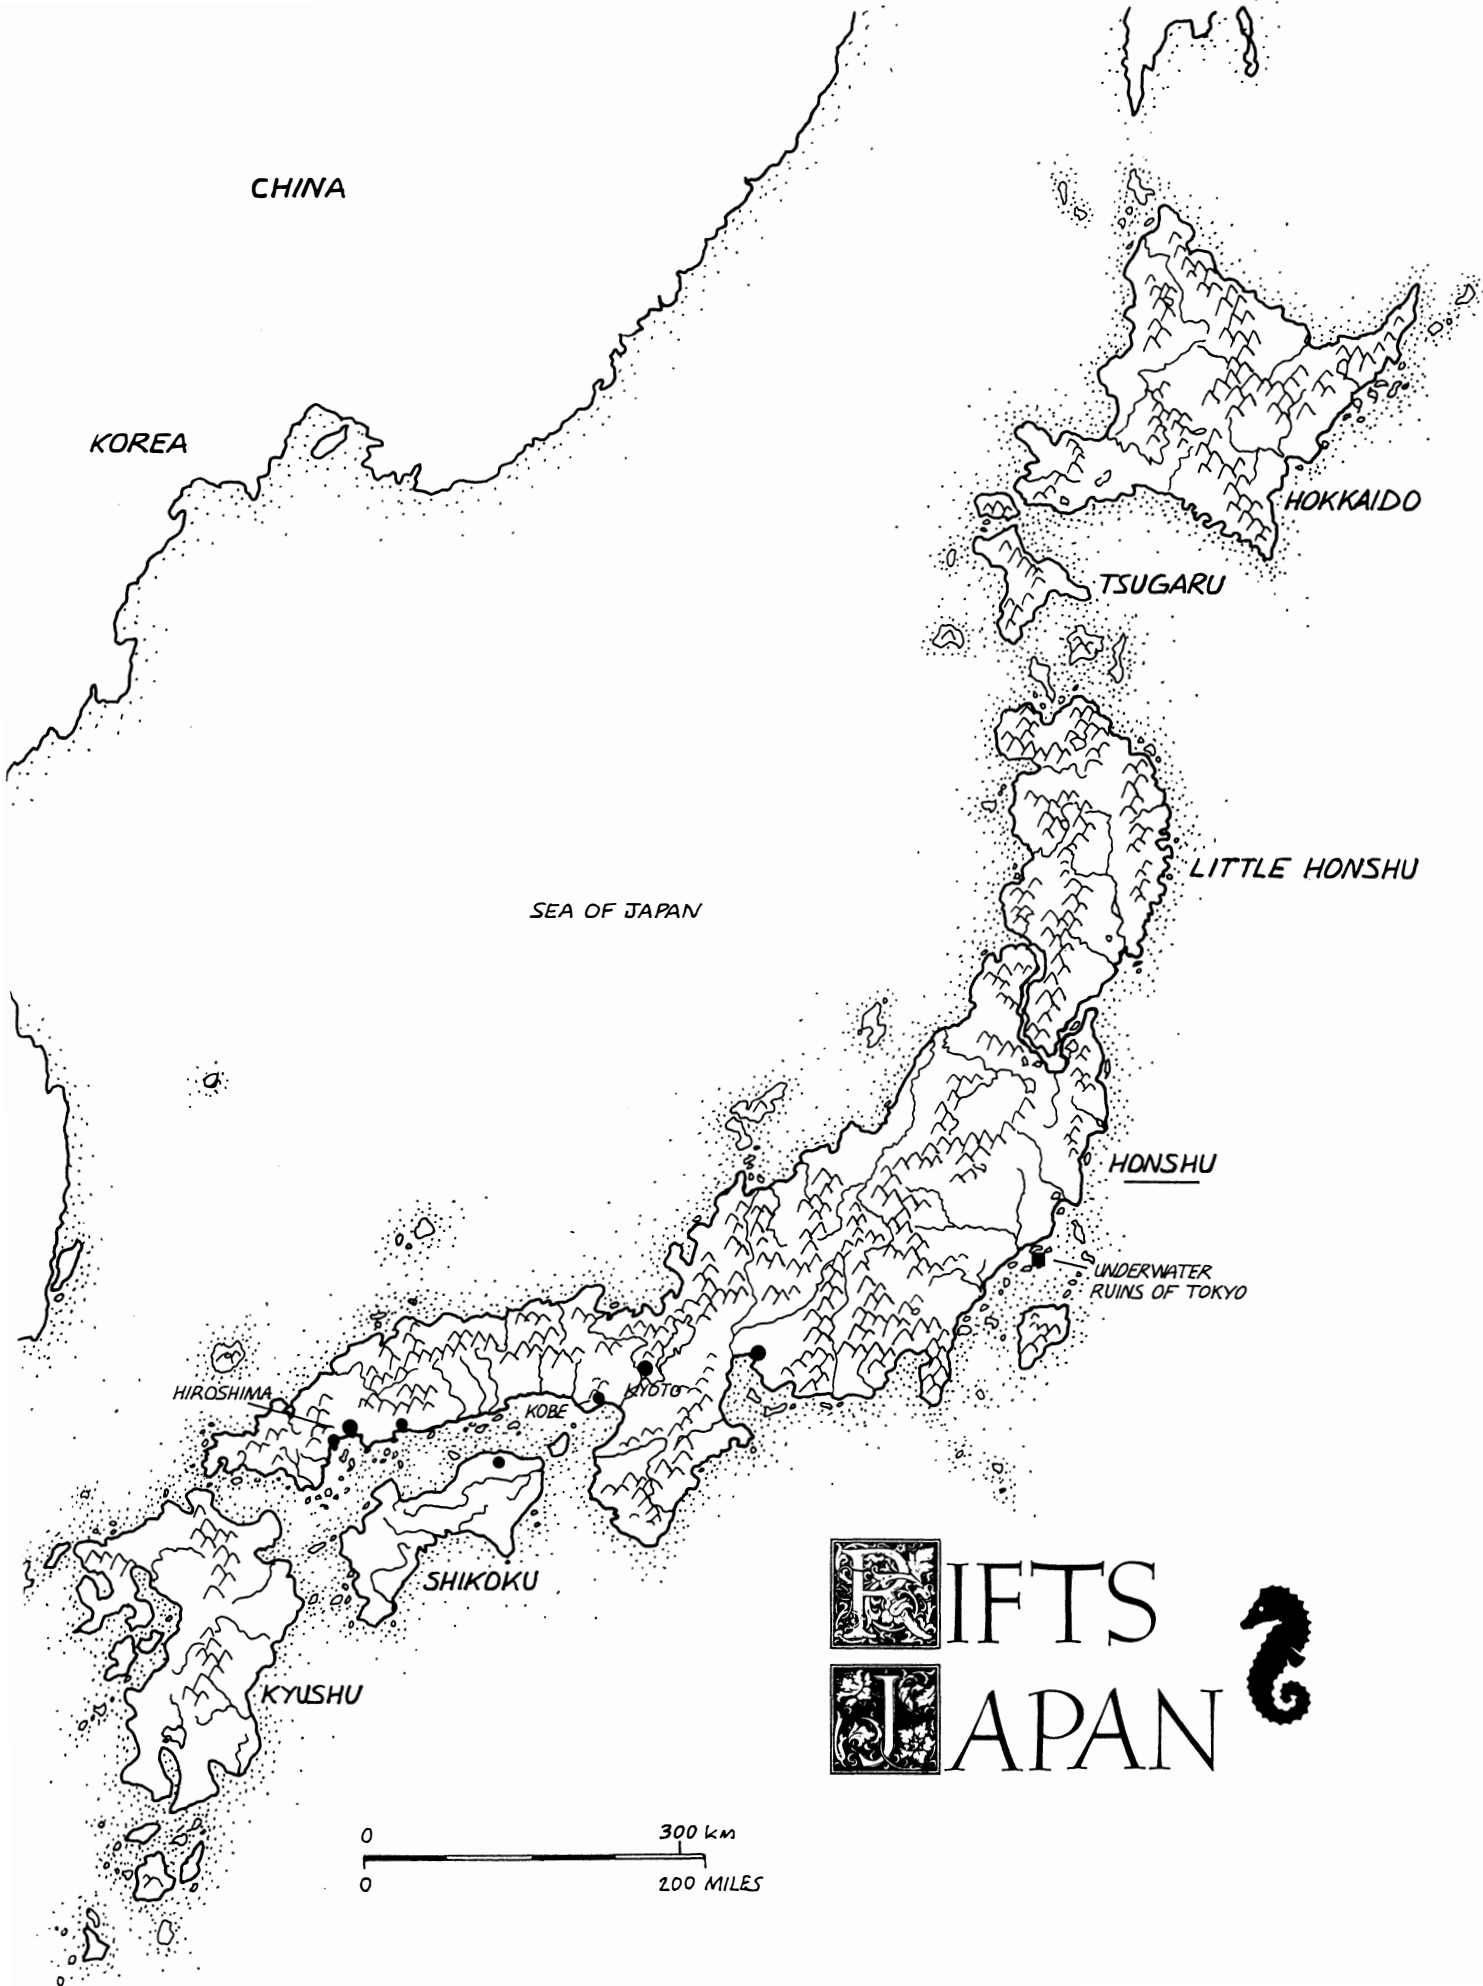 CHINA
KOREA
HOKKAIDO
TSUGARU
LITTLE HONSHU
SEA OF JAPAN
HONSHU
UNDERWATER
RUINS OF TOKYO
HIROSHIMA
KYOTO
KOBE
SHIKOKU
KYUSHU
RIFTS
JAPAN
0 300 KM
0 200 MILES